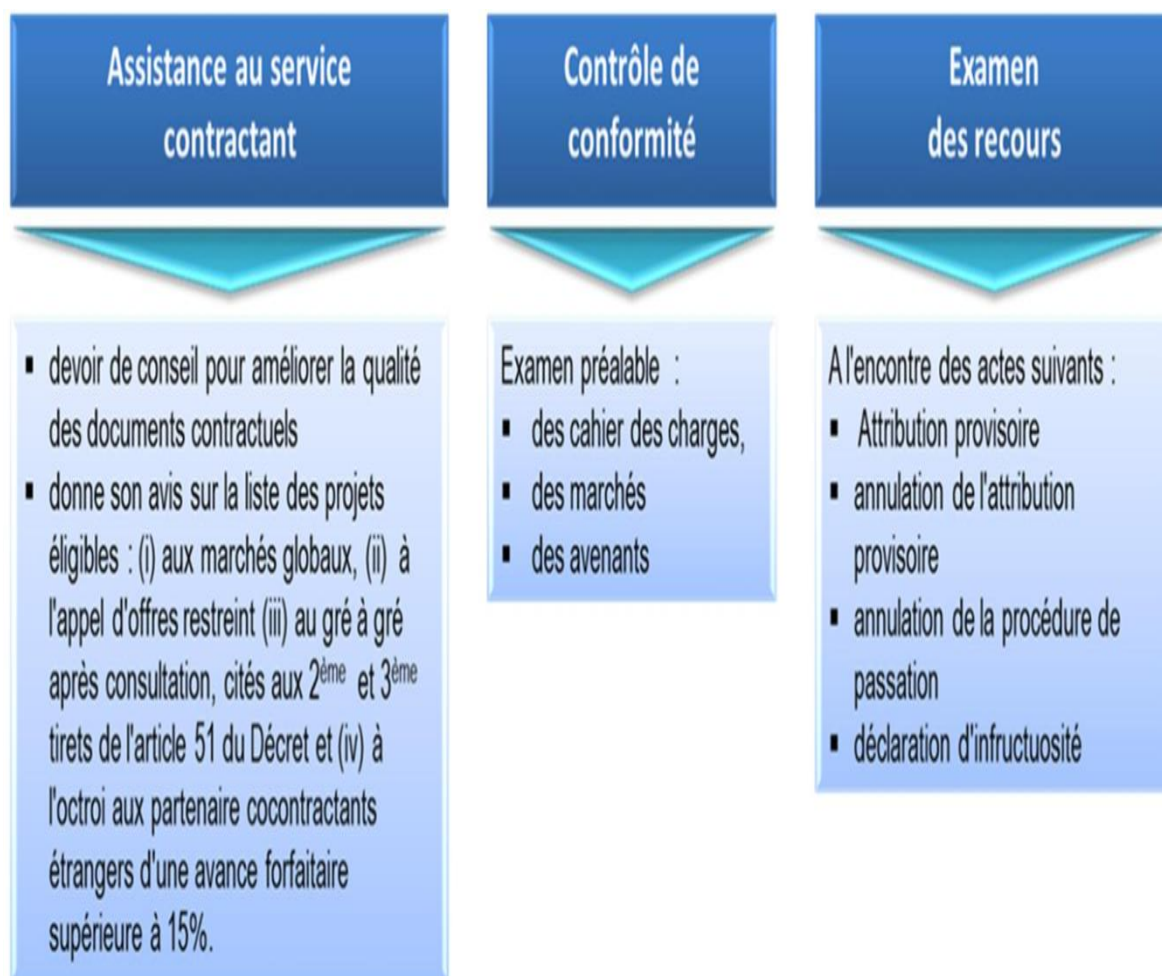 Assistance au service
contractant
▪ devoir de conseil pour améliorer la qualité
des documents contractuels
▪ donne son avis sur la liste des projets
éligibles : (i) aux marchés globaux, (ii) à
l'appel d'offres restreint (iii) au gré à gré
après consultation, cités aux 2ème et 3ème
tirets de l'article 51 du Décret et (iv) à
l'octroi aux partenaire cocontractants
étrangers d'une avance forfaitaire
supérieure à 15%.
Contrôle de
conformité
Examen préalable :
▪ des cahier des charges,
▪ des marchés
▪ des avenants
Examen
des recours
A l'encontre des actes suivants :
▪ Attribution provisoire
▪ annulation de l'attribution
provisoire
▪ annulation de la procédure de
passation
▪ déclaration d'infructuosité